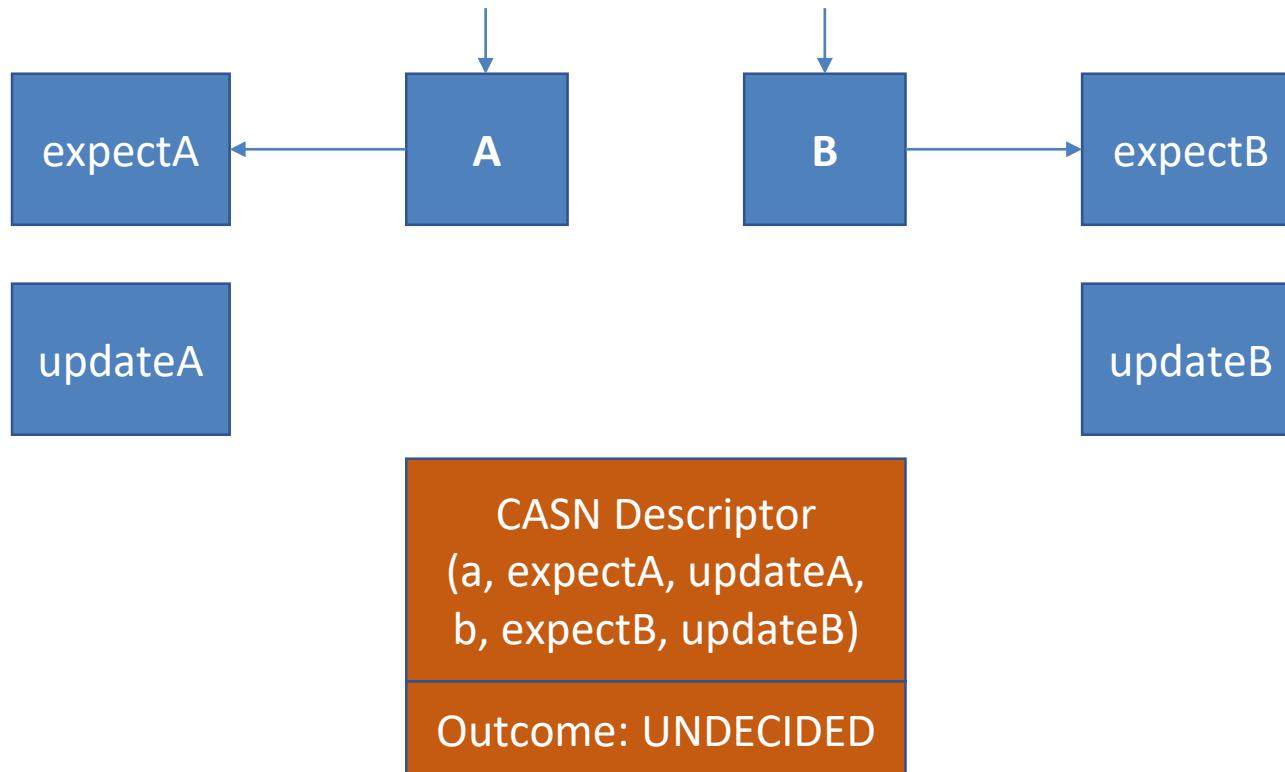 expectA
A
B
expectB
updateA
updateB
CASN Descriptor
(a, expectA, updateA,
b, expectB, updateB)
Outcome: UNDECIDED